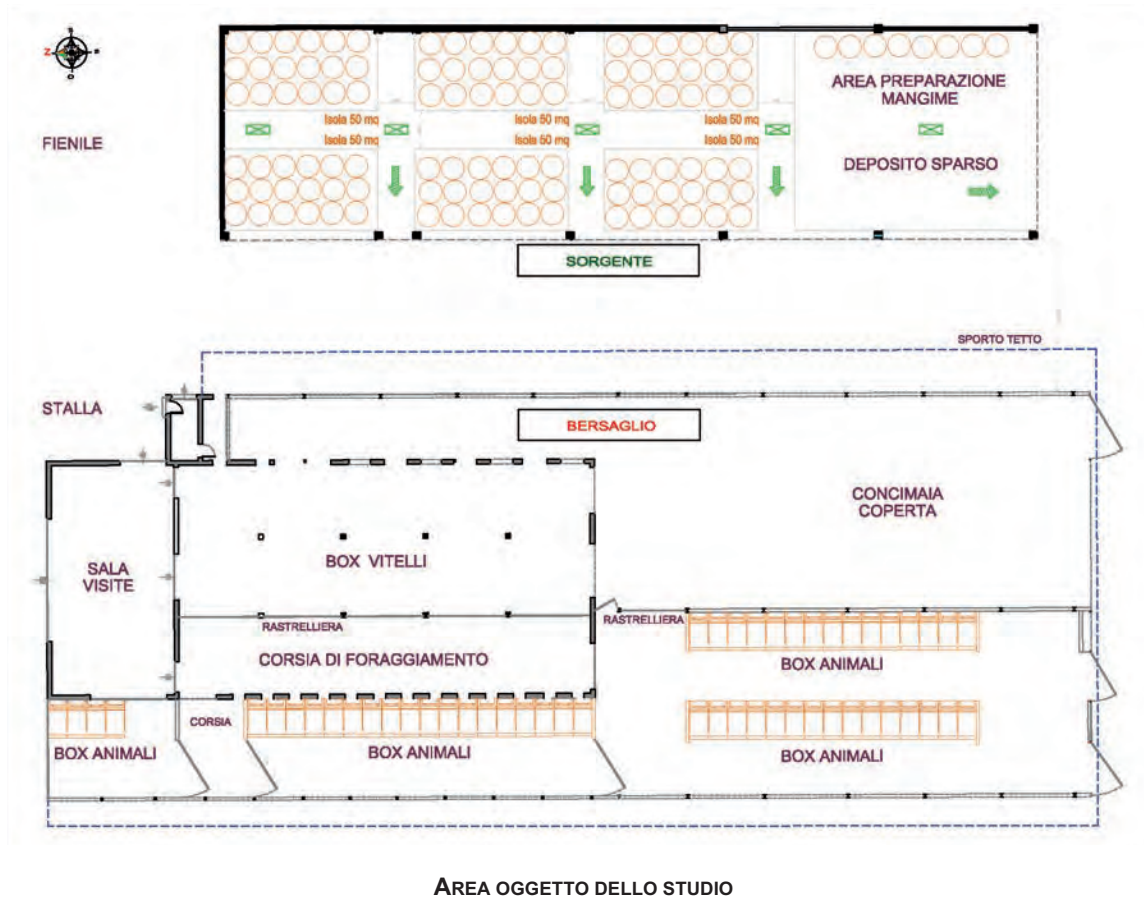 FIENILE
Isola 50 mq
Isola 50 mq
Isola 50 mq
Isola 50 mq
Isola 50 mq
Isola 50 mq
AREA PREPARAZIONE
MANGIME
DEPOSITO SPARSO
SORGENTE
SPORTO TETTO
STALLA
BERSAGLIO
CONCIMAIA
COPERTA
SALA
VISITE
BOX VITELLI
RASTRELLIERA
RASTRELLIERA
CORSIA DI FORAGGIAMENTO
BOX ANIMALI
CORSIA
BOX ANIMALI
BOX ANIMALI
BOX ANIMALI
AREA OGGETTO DELLO STUDIO